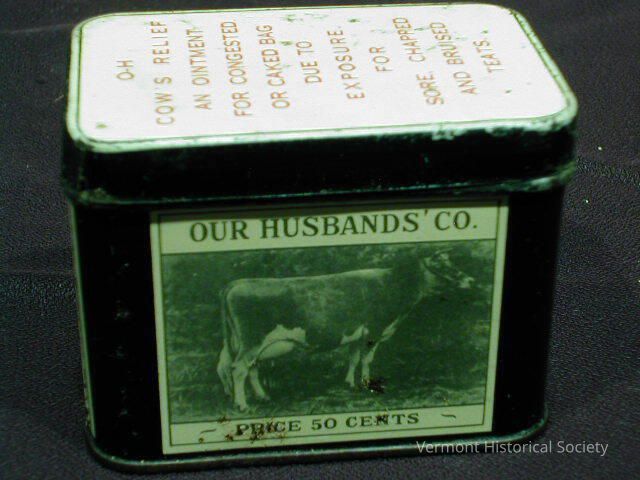 O-H
COW'S RELIEF
AN OINTMENT
FOR CONGESTED
OR CAKED BAG
DUE TO
EXPOSURE.
FOR
SORE, CHAPPED
AND BRUISED
TEATS.
OUR HUSBANDS' CO.
PRICE 50 CENTS
Vermont Historical Society